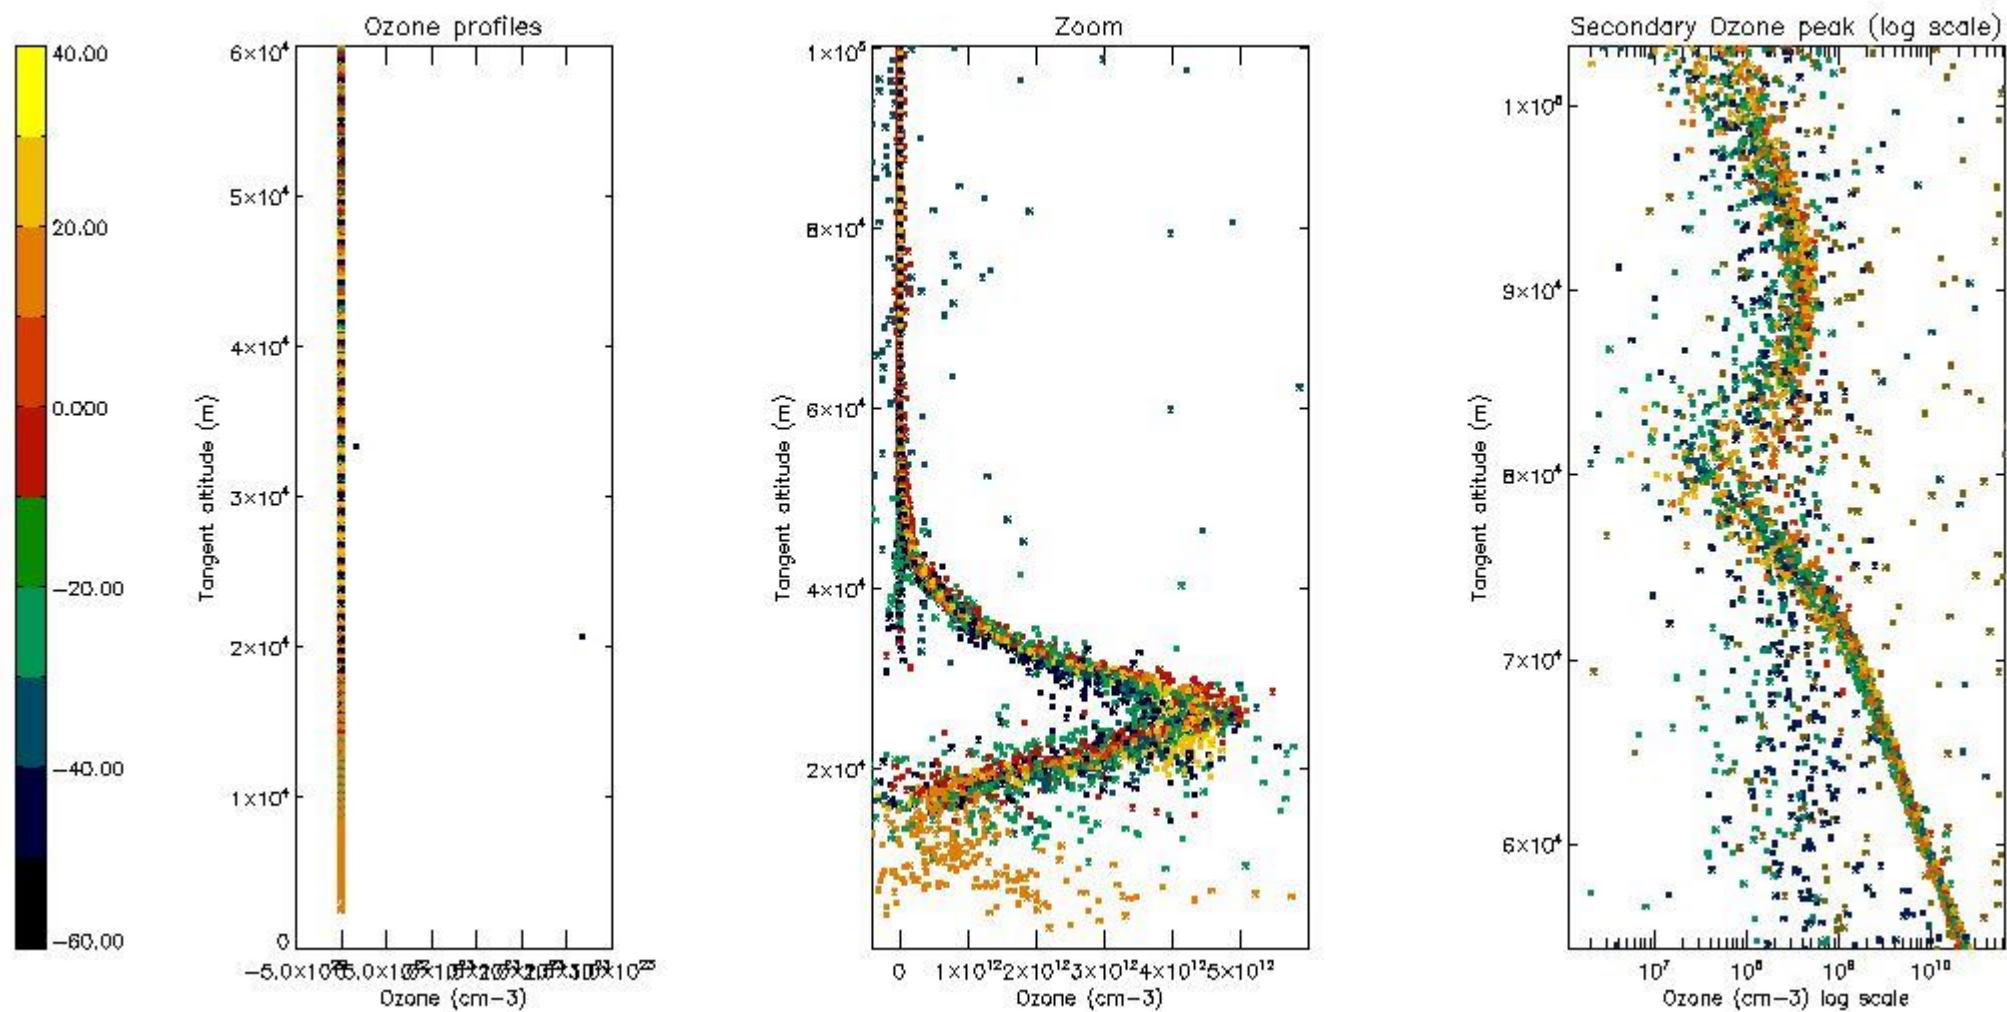 Ozone profiles
Zoom
Secondary Ozone peak (log scale)
40.00
20.00
0.000
−20.00
−40.00
−60.00
6×10⁴
5×10⁴
4×10⁴
3×10⁴
2×10⁴
1×10⁴
0
Tangent altitude (m)
Ozone (cm−3)
1×10⁵
8×10⁴
6×10⁴
4×10⁴
2×10⁴
Tangent altitude (m)
0 1×10¹² 2×10¹² 3×10¹² 4×10¹² 5×10¹²
Ozone (cm−3)
1×10⁵
9×10⁴
8×10⁴
7×10⁴
6×10⁴
Tangent altitude (m)
10⁷ 10⁸ 10⁹ 10¹⁰
Ozone (cm−3) log scale